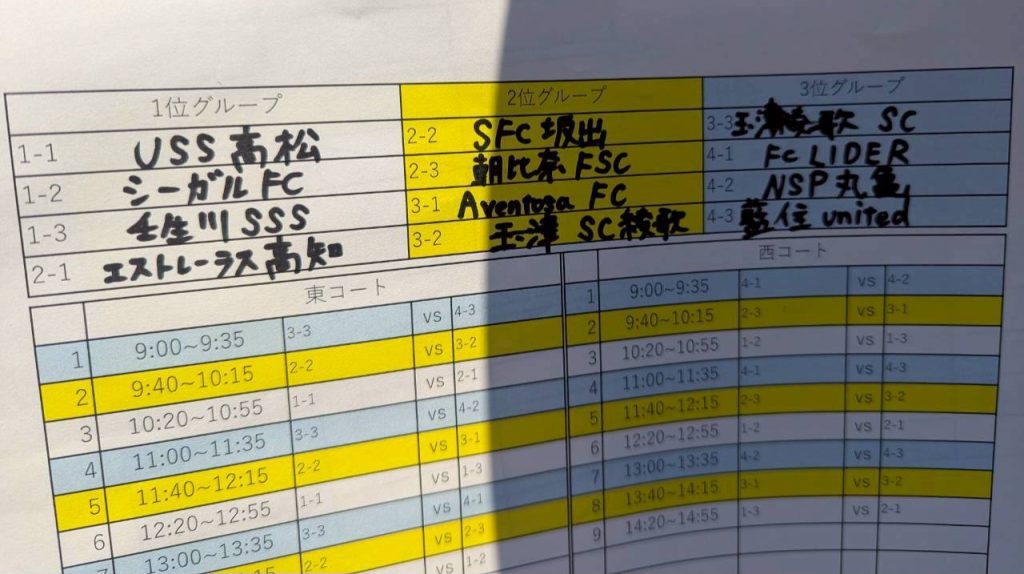 1位グループ 2位グループ 3位グループ
1-1 USS高松 2-2 SFC坂出 3-3 玉津 SC
1-2 シーガルFC 2-3 朝比奈FSC 4-1 FC LIDER
1-3 壬生川SSS 3-1 Aventosa FC 4-2 NSP丸亀
2-1 エストレーラス高知 3-2 玉津 SC綾歌 4-3 藍住united
東コート 西コート
1 9:00~9:35 3-3 vs 4-3 1 9:00~9:35 4-1 vs 4-2
2 9:40~10:15 2-2 vs 3-2 2 9:40~10:15 2-3 vs 3-1
3 10:20~10:55 1-1 vs 2-1 3 10:20~10:55 1-2 vs 1-3
4 11:00~11:35 3-3 vs 4-2 4 11:00~11:35 4-1 vs 4-3
5 11:40~12:15 2-2 vs 3-1 5 11:40~12:15 2-3 vs 3-2
6 12:20~12:55 1-1 vs 1-3 6 12:20~12:55 1-2 vs 2-1
7 13:00~13:35 3-3 vs 4-1 7 13:00~13:35 4-2 vs 4-3
2-2 vs 2-3 8 13:40~14:15 3-1 vs 3-2
vs 1-2 9 14:20~14:55 1-3 vs 2-1